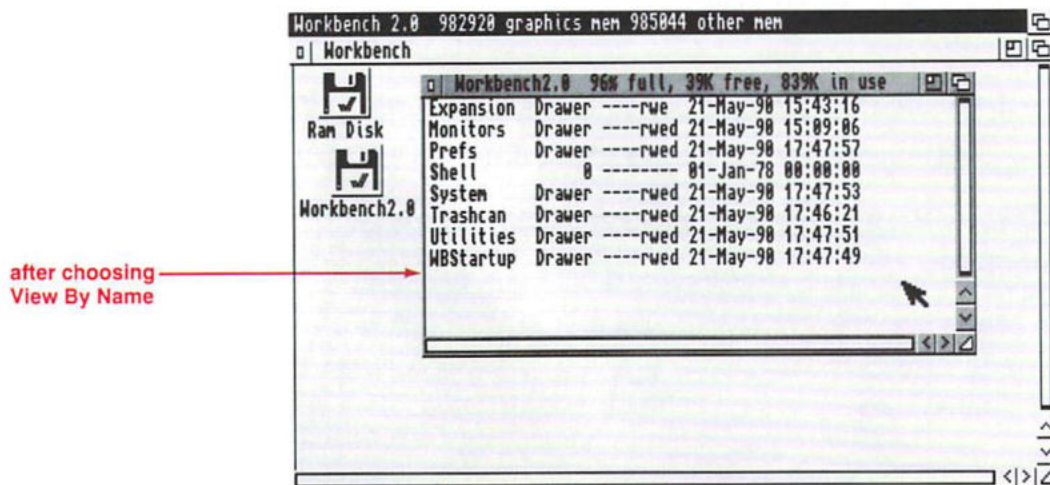 Workbench 2.0 982920 graphics mem 985044 other mem
Workbench
Workbench2.0 96% full, 39K free, 839K in use
Expansion Drawer ----rwe 21-May-90 15:43:16
Monitors Drawer ----rwed 21-May-90 15:09:06
Prefs Drawer ----rwed 21-May-90 17:47:57
Shell 0 -------- 01-Jan-78 00:00:00
System Drawer ----rwed 21-May-90 17:47:53
Trashcan Drawer ----rwed 21-May-90 17:46:21
Utilities Drawer ----rwed 21-May-90 17:47:51
WBStartup Drawer ----rwed 21-May-90 17:47:49
Ram Disk
Workbench2.0
after choosing
View By Name